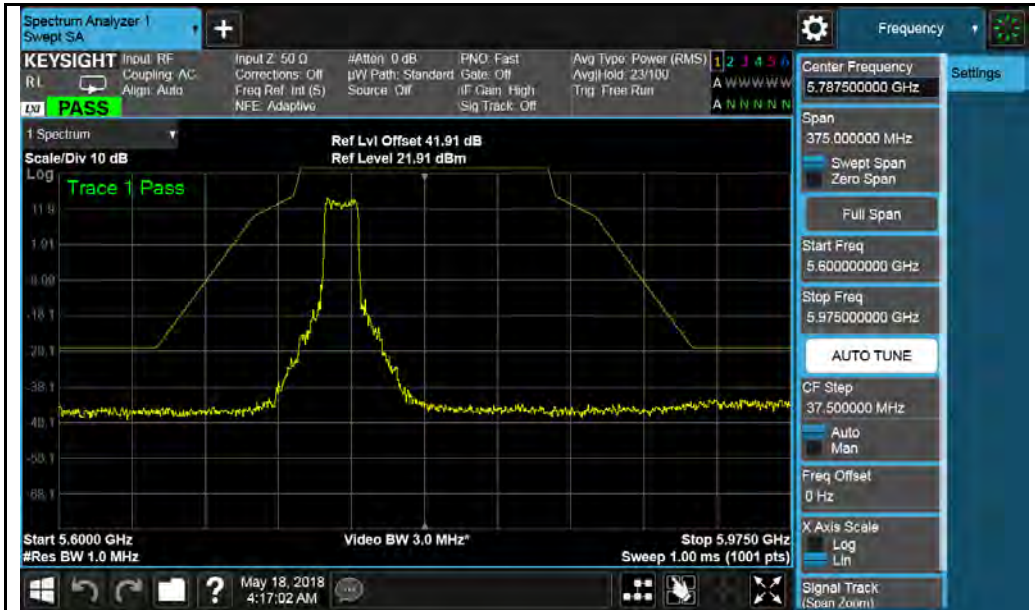 Spectrum Analyzer 1
Swept SA
Frequency
KEYSIGHT
RL
LXI PASS
Input: RF
Coupling: AC
Align: Auto
Input Z: 50 Ω
Corrections: Off
Freq Ref: Int (S)
NFE: Adaptive
#Atten: 0 dB
µW Path: Standard
Source: Off
PNO: Fast
Gate: Off
IF Gain: High
Sig Track: Off
Avg Type: Power (RMS)
Avg|Hold: 23/100
Trig: Free Run
1 2 3 4 5 6
A W W W W W
A N N N N N
1 Spectrum
Scale/Div 10 dB
Ref Lvl Offset 41.91 dB
Ref Level 21.91 dBm
Log
Trace 1 Pass
11.9
1.91
-8.09
-18.1
-28.1
-38.1
-48.1
-58.1
-68.1
Start 5.6000 GHz
#Res BW 1.0 MHz
Video BW 3.0 MHz*
Stop 5.9750 GHz
Sweep 1.00 ms (1001 pts)
May 18, 2018
4:17:02 AM
?
Center Frequency
5.787500000 GHz
Settings
Span
375.000000 MHz
Swept Span
Zero Span
Full Span
Start Freq
5.600000000 GHz
Stop Freq
5.975000000 GHz
AUTO TUNE
CF Step
37.500000 MHz
Auto
Man
Freq Offset
0 Hz
X Axis Scale
Log
Lin
Signal Track
(Span Zoom)